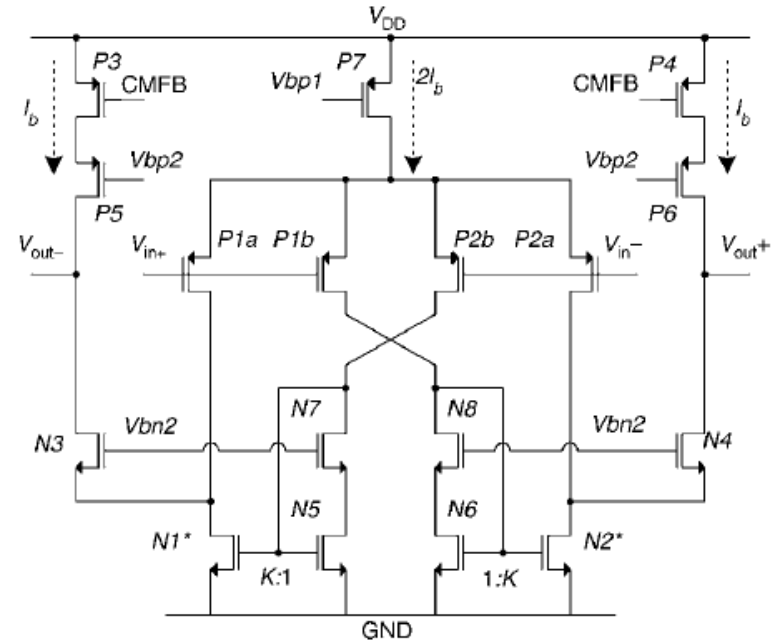 V_DD
P3 P7 P4
CMFB Vbp1 2I_b CMFB
I_b I_b
Vbp2 Vbp2
P5 P6
V_out− V_in+ P1a P1b P2b P2a V_in− V_out+
N7 N8
N3 Vbn2 Vbn2 N4
N5 N6
N1* N2*
K:1 1:K
GND